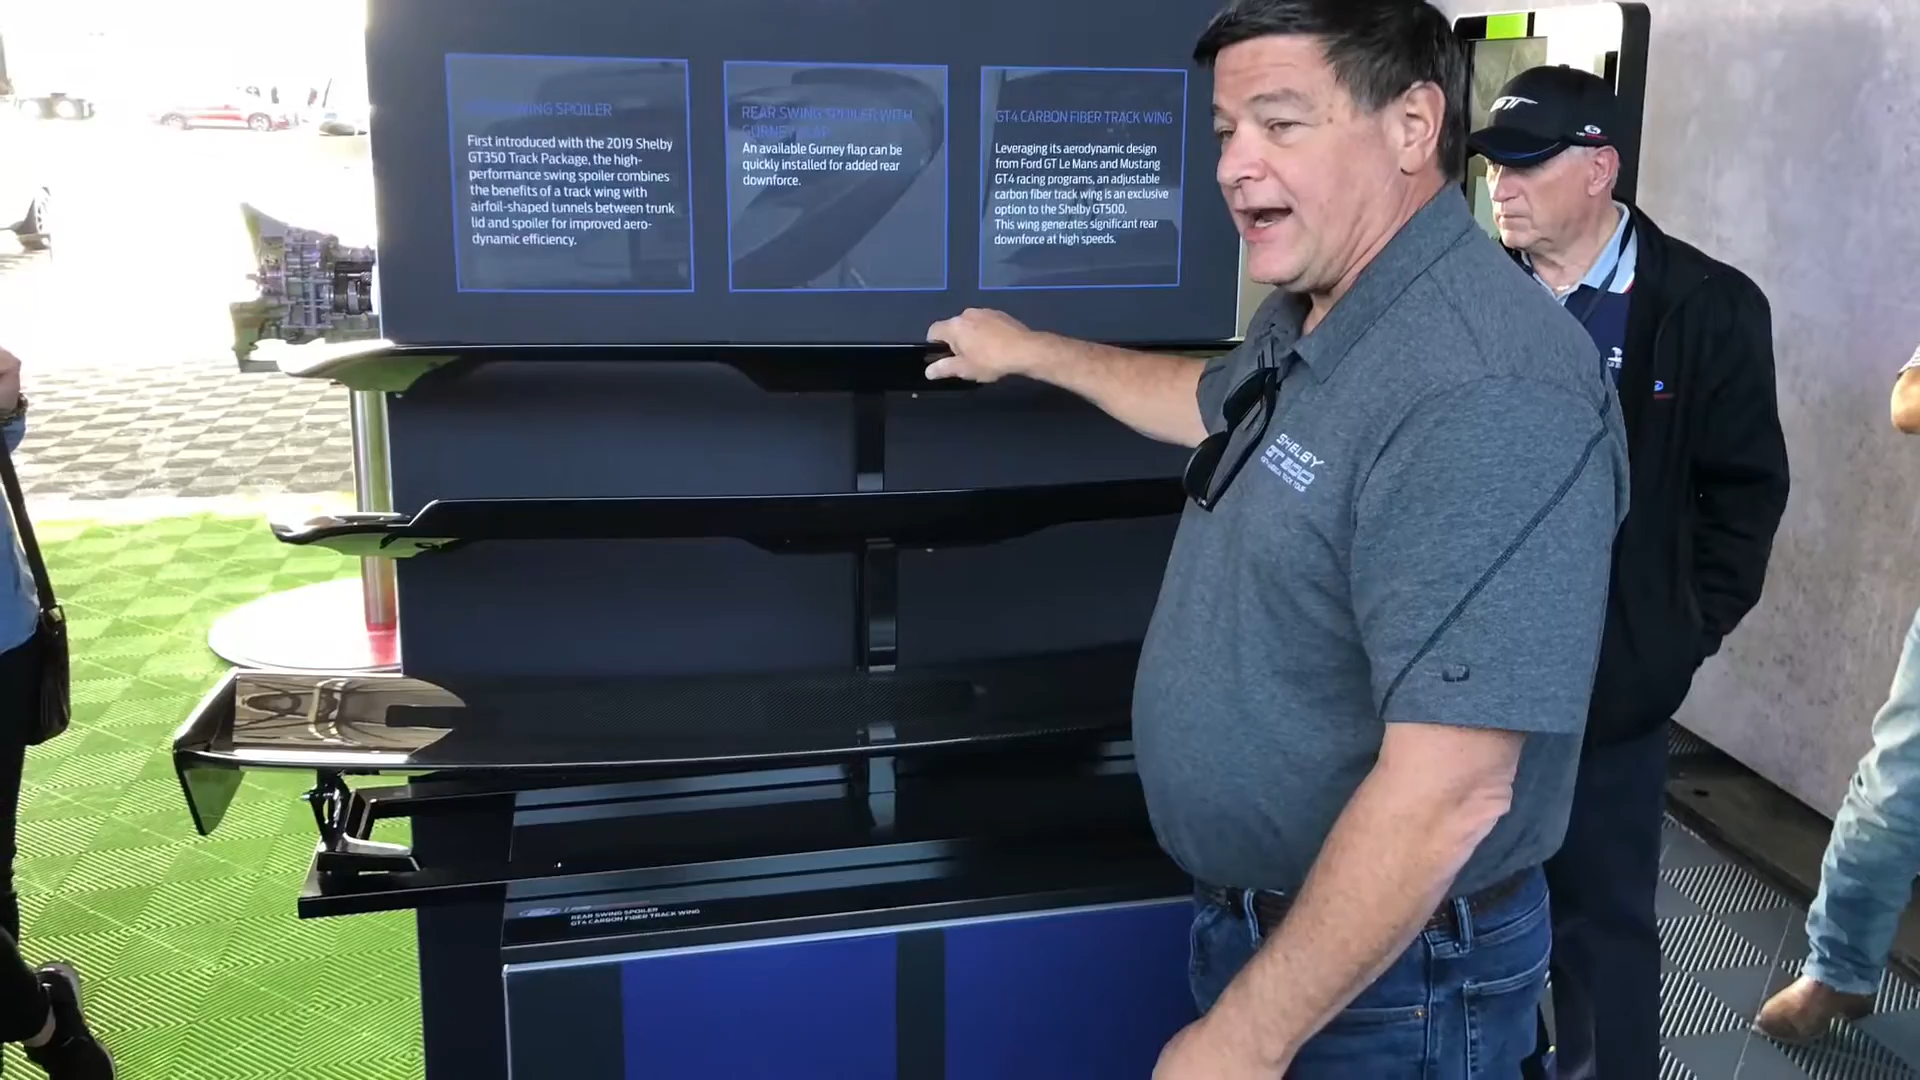 SWING SPOILER
First introduced with the 2019 Shelby
GT350 Track Package, the high-
performance swing spoiler combines
the benefits of a track wing with
airfoil-shaped tunnels between trunk
lid and spoiler for improved aero-
dynamic efficiency.
REAR SWING SPOILER WITH
GURNEY FLAP
An available Gurney flap can be
quickly installed for added rear
downforce.
GT4 CARBON FIBER TRACK WING
Leveraging its aerodynamic design
from Ford GT Le Mans and Mustang
GT4 racing programs, an adjustable
carbon fiber track wing is an exclusive
option to the Shelby GT500.
This wing generates significant rear
downforce at high speeds.
SHELBY
GT 500
REAR SWING SPOILER
GT4 CARBON FIBER TRACK WING